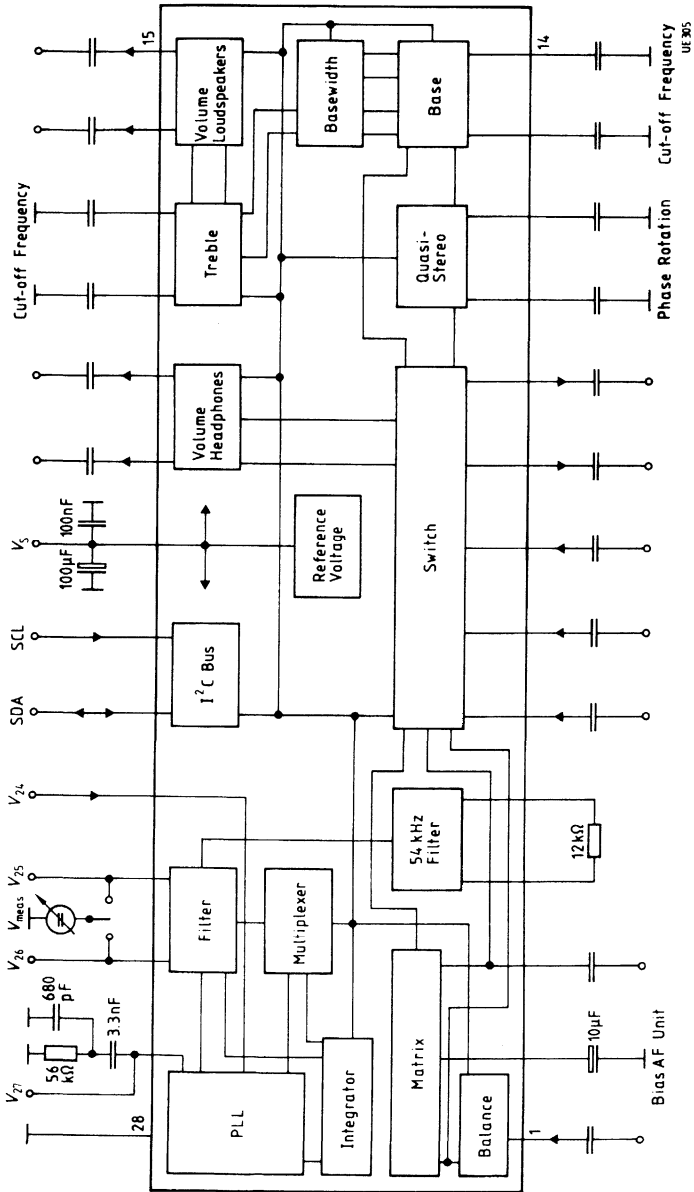 Cut-off Frequency
V27
56
kΩ
680
pF
3.3nF
V26
Vmeas
V25
V24
SDA
SCL
VS
100µF
100nF
28
15
PLL
Filter
I²C Bus
Volume
Headphones
Treble
Volume
Loudspeakers
Integrator
Multiplexer
Reference
Voltage
Basewidth
Matrix
54 kHz
Filter
Switch
Quasi-
Stereo
Base
Balance
1
14
12kΩ
10µF
Bias AF Unit
Phase Rotation
Cut-off Frequency
UE305